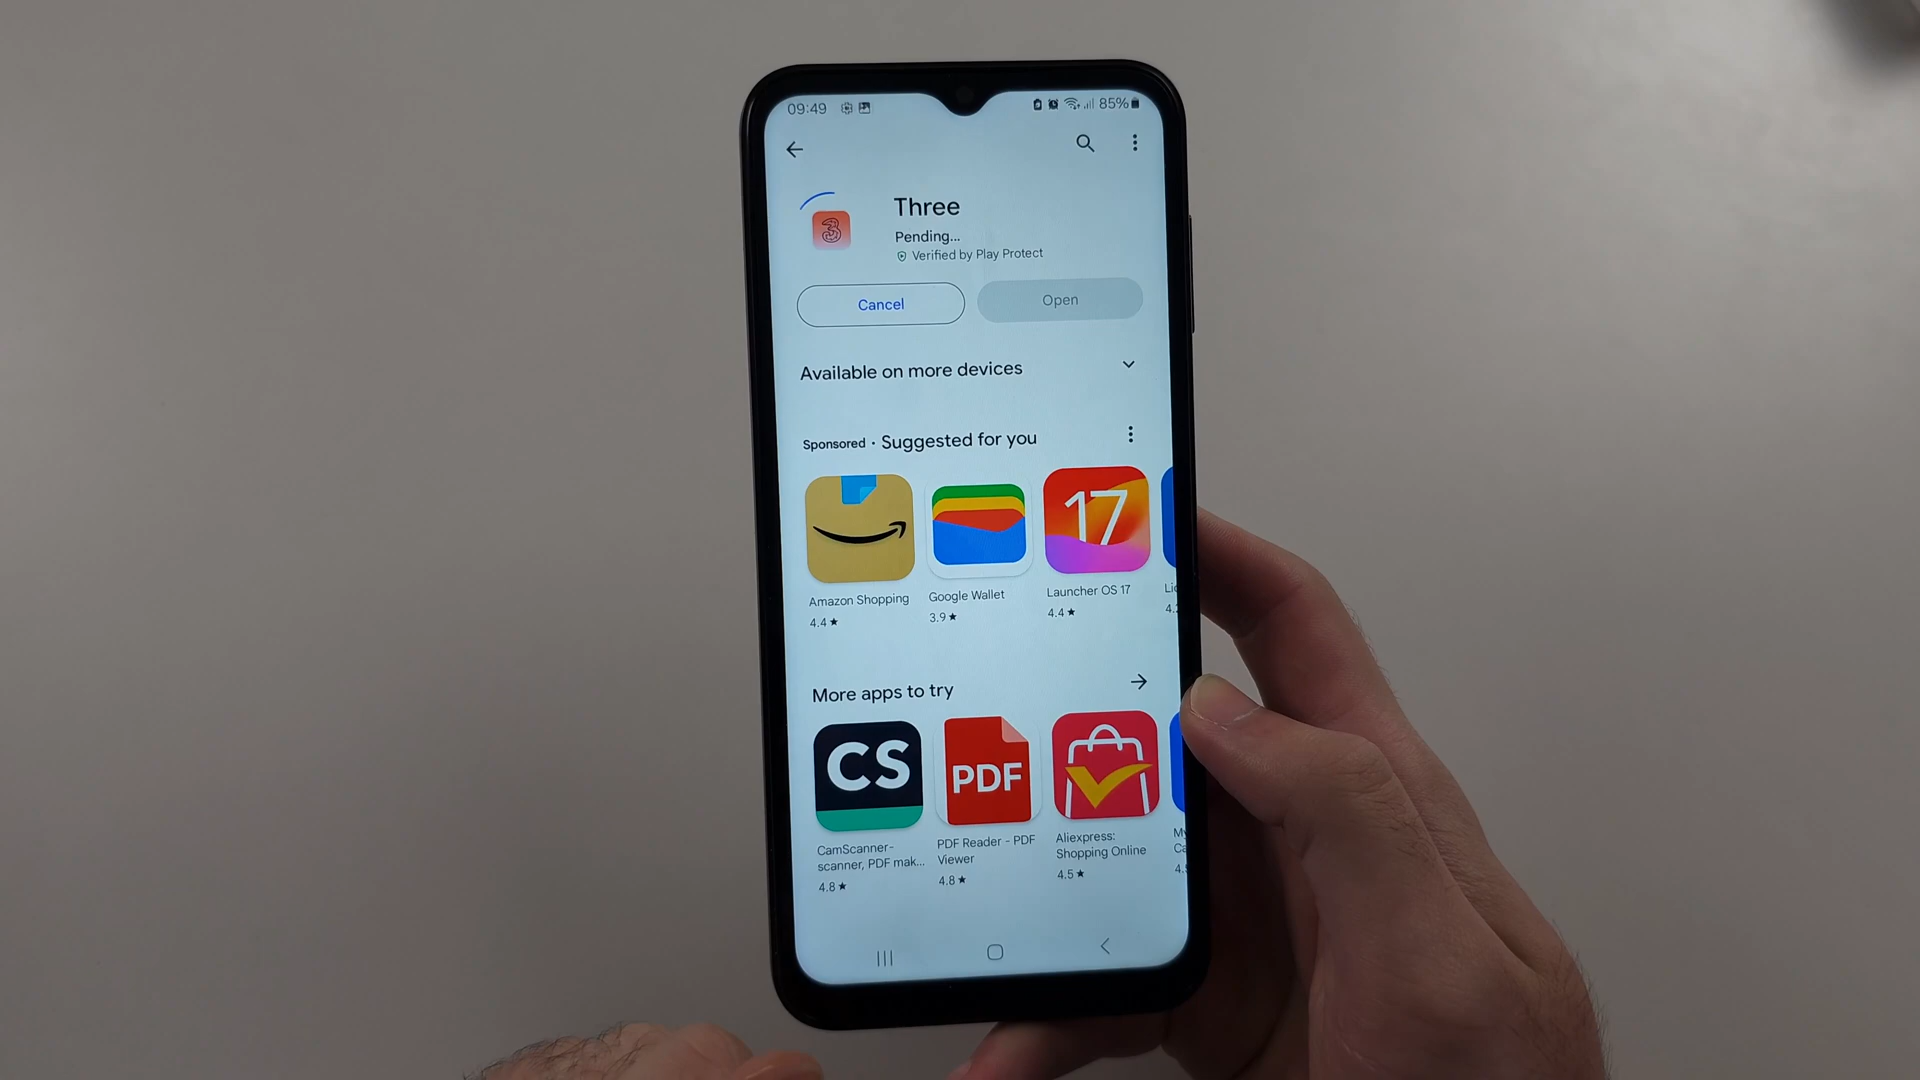 09:49
85%
Three
Pending...
Verified by Play Protect
Cancel
Open
Available on more devices
Sponsored · Suggested for you
17
Amazon Shopping
Google Wallet
Launcher OS 17
4.4★
3.9★
4.4★
More apps to try
CS
PDF
CamScanner-
scanner, PDF mak...
PDF Reader - PDF
Viewer
Aliexpress:
Shopping Online
4.8★
4.8★
4.5★